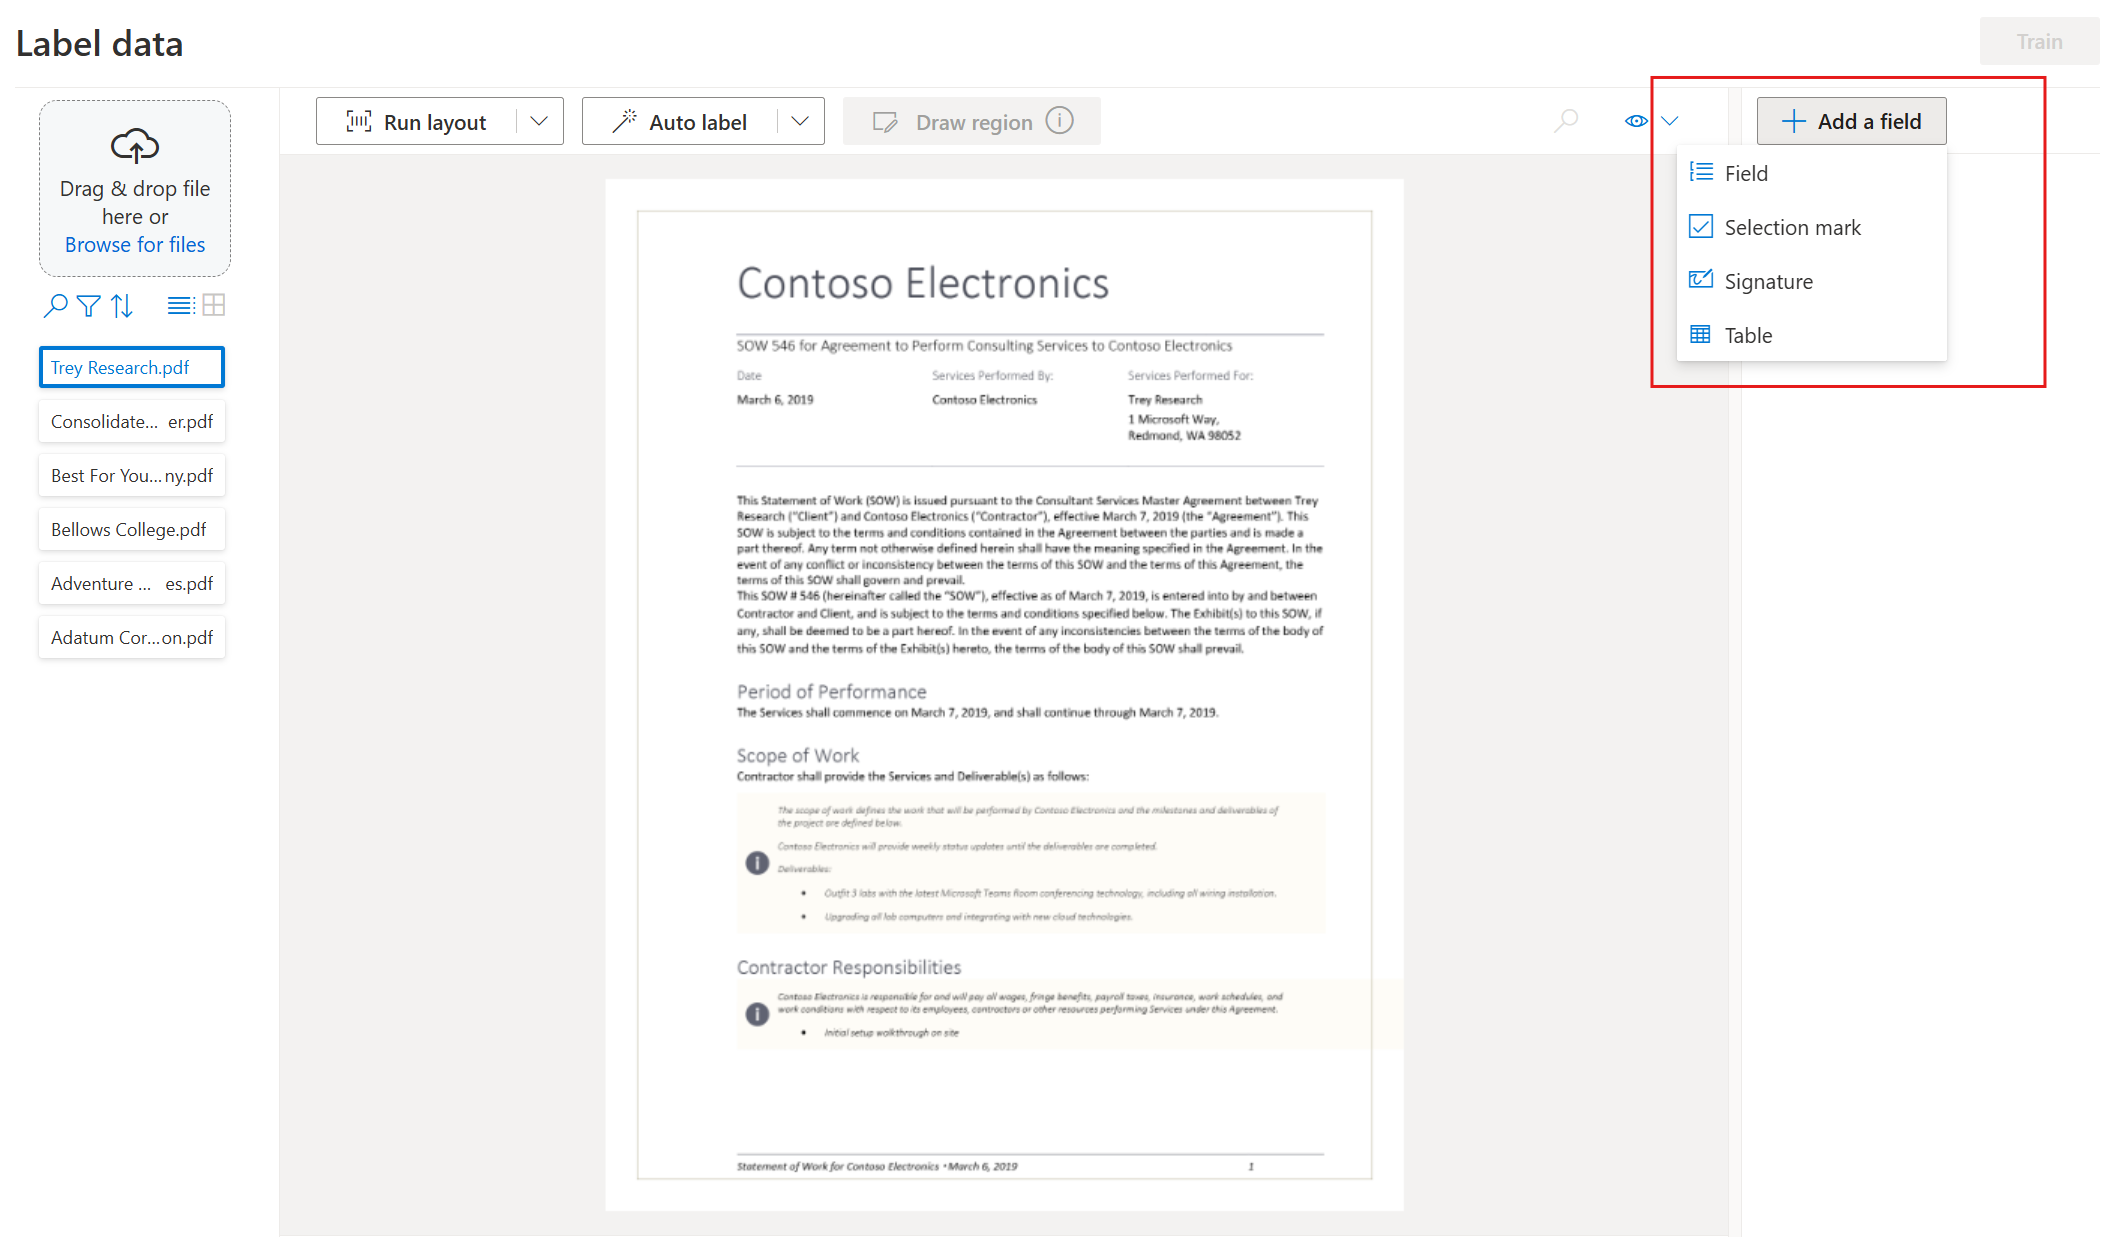 Label data
Train
Drag & drop file
here or
Browse for files
Trey Research.pdf
Consolidate... er.pdf
Best For You...ny.pdf
Bellows College.pdf
Adventure ... es.pdf
Adatum Cor...on.pdf
Run layout
Auto label
Draw region
Add a field
Field
Selection mark
Signature
Table
Contoso Electronics
SOW 546 for Agreement to Perform Consulting Services to Contoso Electronics
Date Services Performed By: Services Performed For:
March 6, 2019 Contoso Electronics Trey Research
1 Microsoft Way,
Redmond, WA 98052
This Statement of Work (SOW) is issued pursuant to the Consultant Services Master Agreement between Trey
Research ("Client") and Contoso Electronics ("Contractor"), effective March 7, 2019 (the "Agreement"). This
SOW is subject to the terms and conditions contained in the Agreement between the parties and is made a
part thereof. Any term not otherwise defined herein shall have the meaning specified in the Agreement. In the
event of any conflict or inconsistency between the terms of this SOW and the terms of this Agreement, the
terms of this SOW shall govern and prevail.
This SOW # 546 (hereinafter called the "SOW"), effective as of March 7, 2019, is entered into by and between
Contractor and Client, and is subject to the terms and conditions specified below. The Exhibit(s) to this SOW, if
any, shall be deemed to be a part hereof. In the event of any inconsistencies between the terms of the body of
this SOW and the terms of the Exhibit(s) hereto, the terms of the body of this SOW shall prevail.
Period of Performance
The Services shall commence on March 7, 2019, and shall continue through March 7, 2019.
Scope of Work
Contractor shall provide the Services and Deliverable(s) as follows:
The scope of work defines the work that will be performed by Contoso Electronics and the milestones and deliverables of
the project are defined below.
Contoso Electronics will provide weekly status updates until the deliverables are completed.
Deliverables:
• Outfit 3 labs with the latest Microsoft Teams Room conferencing technology, including all wiring installation.
• Upgrading all lab computers and integrating with new cloud technologies.
Contractor Responsibilities
Contoso Electronics is responsible for and will pay all wages, fringe benefits, payroll taxes, insurance, work schedules, and
work conditions with respect to its employees, contractors or other resources performing Services under this Agreement.
• Initial setup walkthrough on site
Statement of Work for Contoso Electronics • March 6, 2019 1